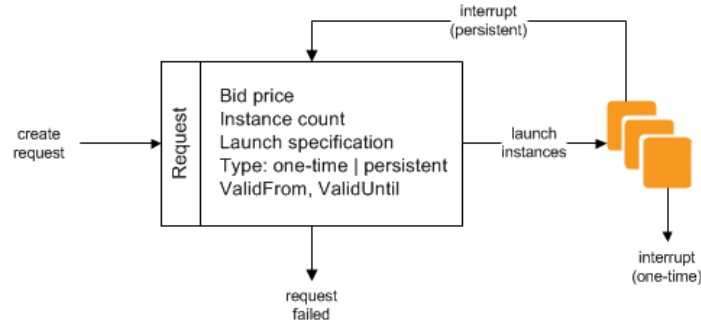 interrupt
(persistent)
create
request
Request
Bid price
Instance count
Launch specification
Type: one-time | persistent
ValidFrom, ValidUntil
launch
instances
interrupt
(one-time)
request
failed